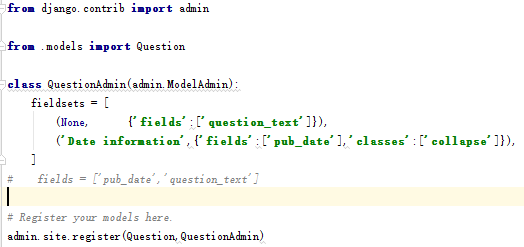 from django.contrib import admin
from .models import Question
class QuestionAdmin(admin.ModelAdmin):
    fieldsets = [
        (None,      {'fields':['question_text']}),
        ('Date information',{'fields':['pub_date'],'classes':['collapse']}),
    ]
#   fields = ['pub_date','question_text']
# Register your models here.
admin.site.register(Question,QuestionAdmin)